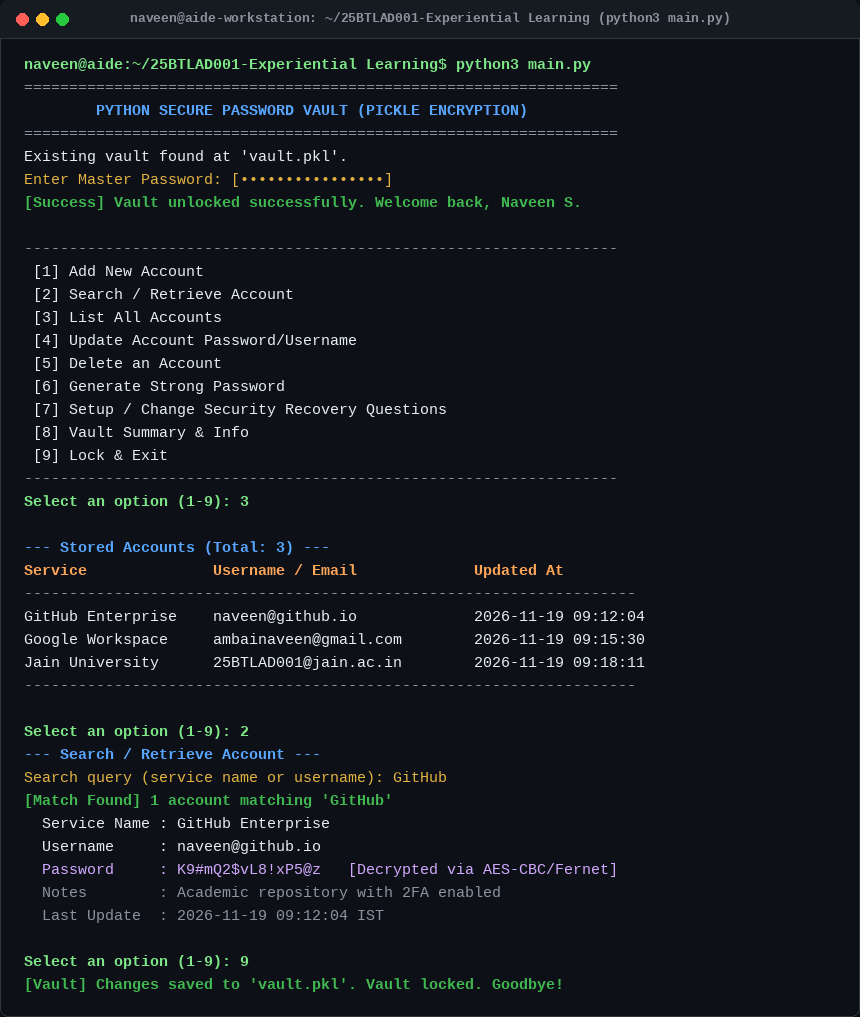 naveen@aide-workstation: ~/25BTLAD001-Experiential Learning (python3 main.py)
naveen@aide:~/25BTLAD001-Experiential Learning$ python3 main.py
==================================================================
PYTHON SECURE PASSWORD VAULT (PICKLE ENCRYPTION)
==================================================================
Existing vault found at 'vault.pkl'.
Enter Master Password: [••••••••••••••••]
[Success] Vault unlocked successfully. Welcome back, Naveen S.
------------------------------------------------------------------
[1] Add New Account
[2] Search / Retrieve Account
[3] List All Accounts
[4] Update Account Password/Username
[5] Delete an Account
[6] Generate Strong Password
[7] Setup / Change Security Recovery Questions
[8] Vault Summary & Info
[9] Lock & Exit
------------------------------------------------------------------
Select an option (1-9): 3
--- Stored Accounts (Total: 3) ---
Service              Username / Email             Updated At
--------------------------------------------------------------------
GitHub Enterprise    naveen@github.io             2026-11-19 09:12:04
Google Workspace     ambainaveen@gmail.com        2026-11-19 09:15:30
Jain University      25BTLAD001@jain.ac.in        2026-11-19 09:18:11
--------------------------------------------------------------------
Select an option (1-9): 2
--- Search / Retrieve Account ---
Search query (service name or username): GitHub
[Match Found] 1 account matching 'GitHub'
Service Name : GitHub Enterprise
Username     : naveen@github.io
Password     : K9#mQ2$vL8!xP5@z   [Decrypted via AES-CBC/Fernet]
Notes        : Academic repository with 2FA enabled
Last Update  : 2026-11-19 09:12:04 IST
Select an option (1-9): 9
[Vault] Changes saved to 'vault.pkl'. Vault locked. Goodbye!